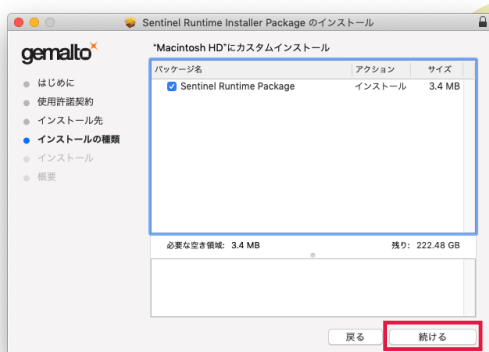 Sentinel Runtime Installer Package のインストール
gemalto
"Macintosh HD"にカスタムインストール
パッケージ名 アクション サイズ
Sentinel Runtime Package インストール 3.4 MB
はじめに
使用許諾契約
インストール先
インストールの種類
インストール
概要
必要な空き領域: 3.4 MB 残り: 222.48 GB
戻る 続ける